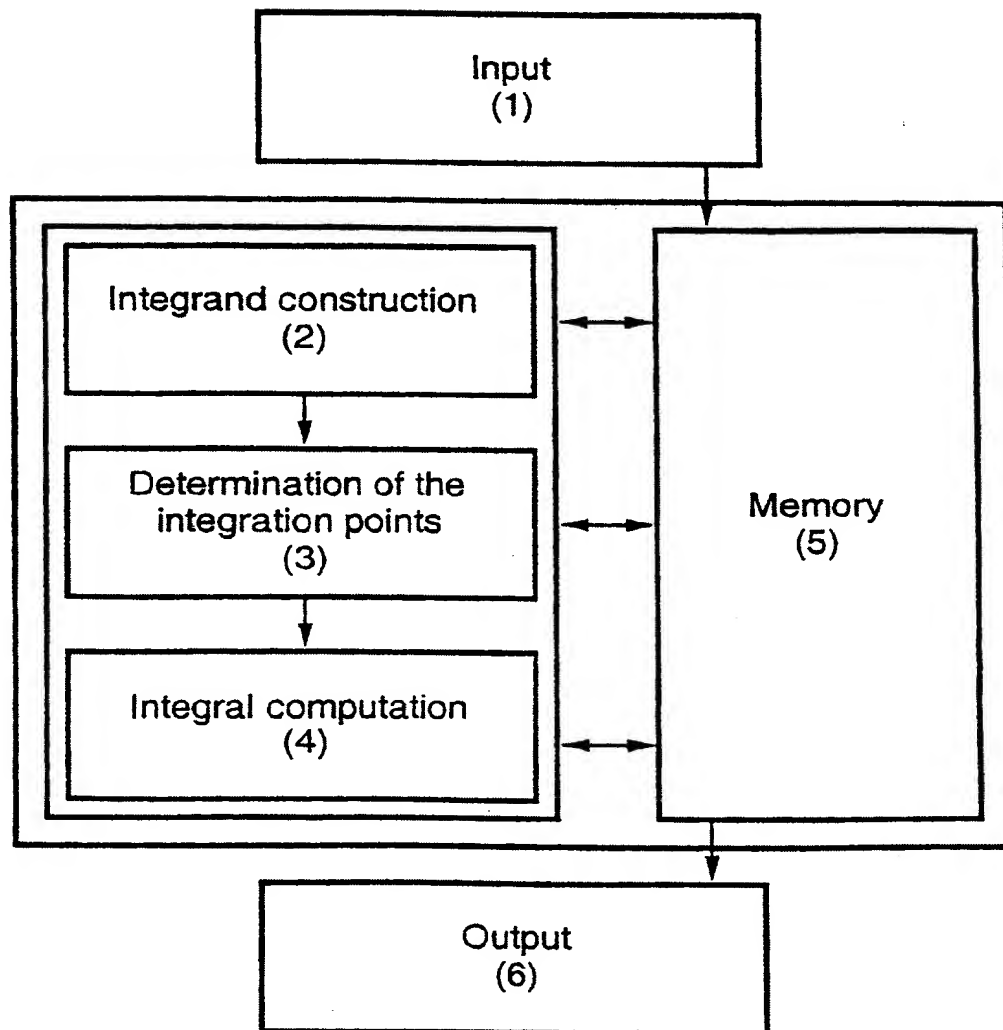 Input
(1)
Integrand construction
(2)
Determination of the
integration points
(3)
Integral computation
(4)
Memory
(5)
Output
(6)